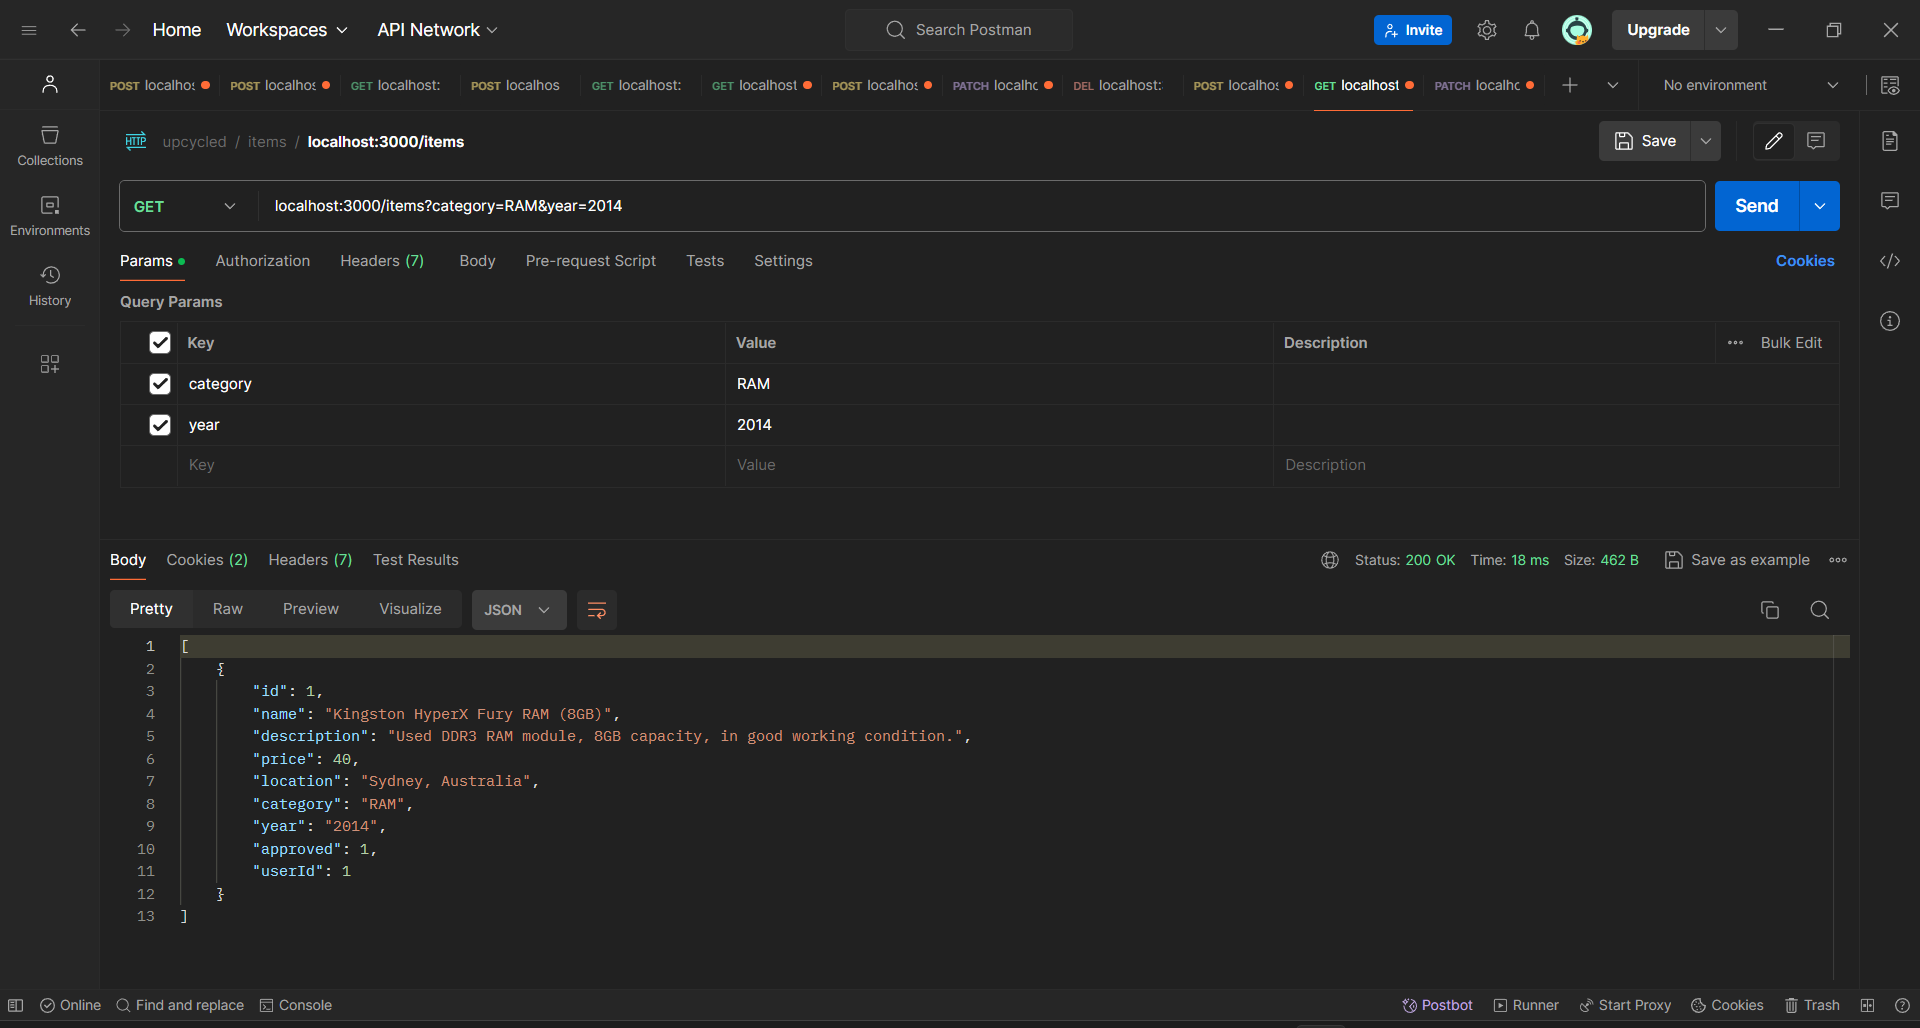 Home Workspaces API Network Search Postman Invite Upgrade
POST localhos POST localhos GET localhost: POST localhos GET localhost: GET localhost POST localhos PATCH localhc DEL localhost: POST localhos GET localhost PATCH localhc No environment
HTTP upcycled / items / localhost:3000/items Save
Collections
Environments
History
GET localhost:3000/items?category=RAM&year=2014 Send
Params Authorization Headers (7) Body Pre-request Script Tests Settings Cookies
Query Params
Key Value Description Bulk Edit
category RAM
year 2014
Key Value Description
Body Cookies (2) Headers (7) Test Results Status: 200 OK Time: 18 ms Size: 462 B Save as example
Pretty Raw Preview Visualize JSON
1 [
2 {
3 "id": 1,
4 "name": "Kingston HyperX Fury RAM (8GB)",
5 "description": "Used DDR3 RAM module, 8GB capacity, in good working condition.",
6 "price": 40,
7 "location": "Sydney, Australia",
8 "category": "RAM",
9 "year": "2014",
10 "approved": 1,
11 "userId": 1
12 }
13 ]
Online Find and replace Console Postbot Runner Start Proxy Cookies Trash